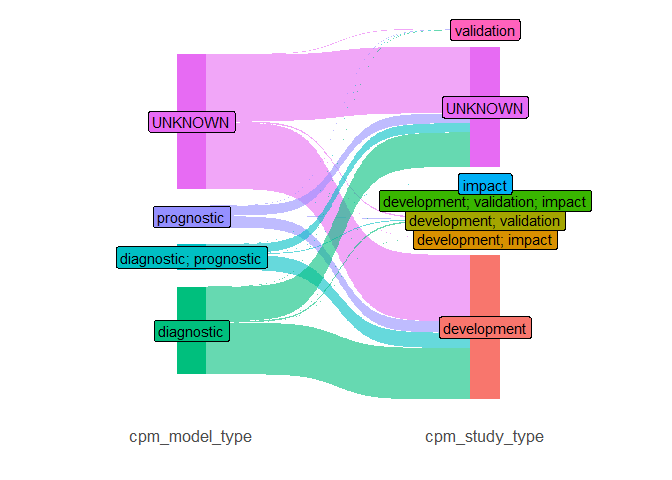 validation
UNKNOWN
UNKNOWN
impact
development; validation; impact
prognostic
development; validation
development; impact
diagnostic; prognostic
development
diagnostic
cpm_model_type
cpm_study_type